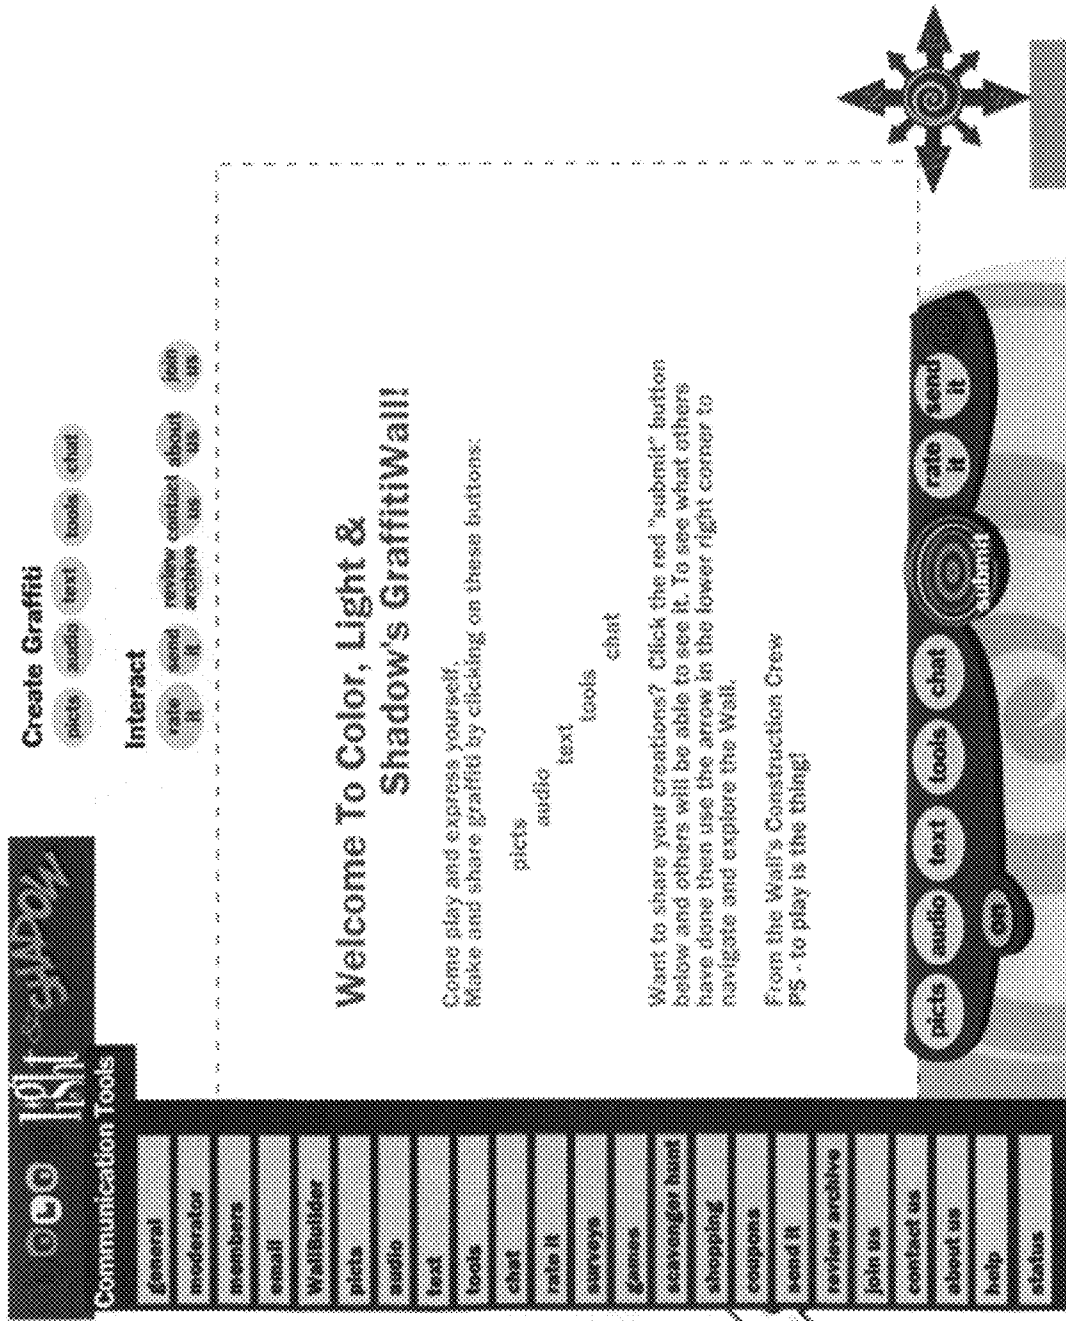 Communication Tools
general
moderator
members
email
WallBuilder
picts
audio
text
tools
chat
rate it
surveys
games
scavenger hunt
shopping
coupons
send it
review archive
join us
contact us
about us
help
status
Create Graffiti
picts audio text tools chat
Interact
rate it send it review archive contact us about us join us
Welcome To Color, Light &
Shadow's GraffitiWall!
Come play and express yourself.
Make and share graffiti by clicking on these buttons:
picts
audio
text
tools
chat
Want to share your creations? Click the red "submit" button
below and others will be able to see it. To see what others
have done then use the arrow in the lower right corner to
navigate and explore the Wall.
From the Wall's Construction Crew
PS - to play is the thing!
picts audio text tools chat submit rate it send it
on